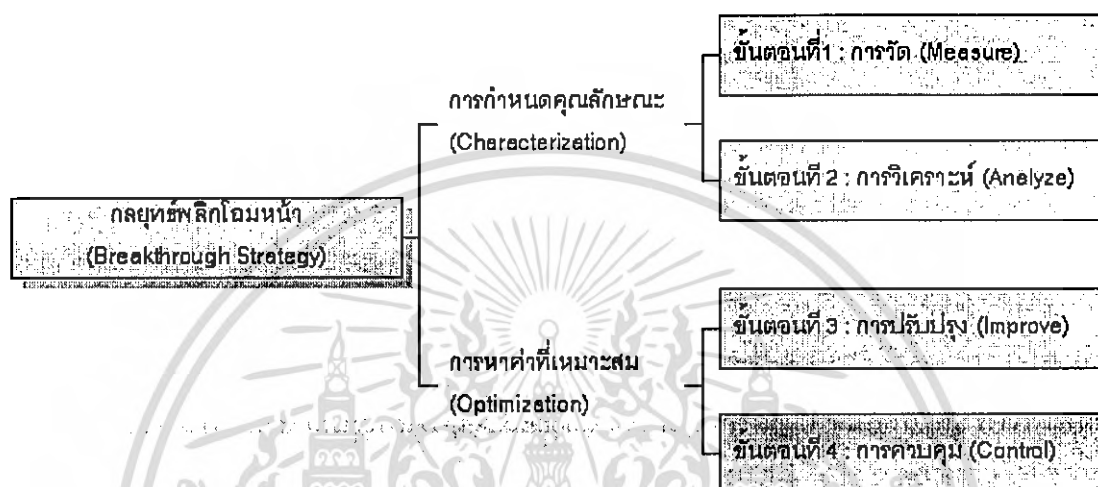 ขั้นตอนที่1 : การวัด (Measure)
การกำหนดคุณลักษณะ
(Characterization)
ขั้นตอนที่ 2 : การวิเคราะห์ (Analyze)
กลยุทธ์พลิกโฉมหน้า
(Breakthrough Strategy)
ขั้นตอนที่ 3 : การปรับปรุง (Improve)
การหาค่าที่เหมาะสม
(Optimization)
ขั้นตอนที่ 4 : การควบคุม (Control)